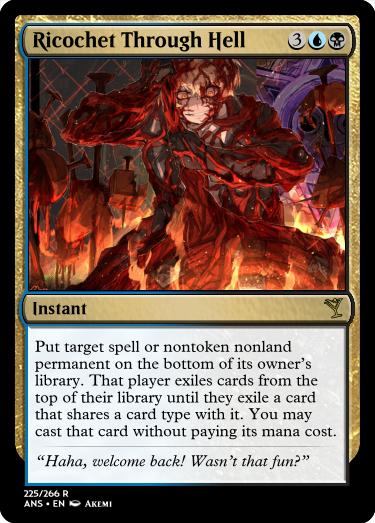 Ricochet Through Hell 3
Instant
Put target spell or nontoken nonland
permanent on the bottom of its owner's
library. That player exiles cards from the
top of their library until they exile a card
that shares a card type with it. You may
cast that card without paying its mana cost.
“Haha, welcome back! Wasn't that fun?”
225/266 R
ANS • EN Akemi